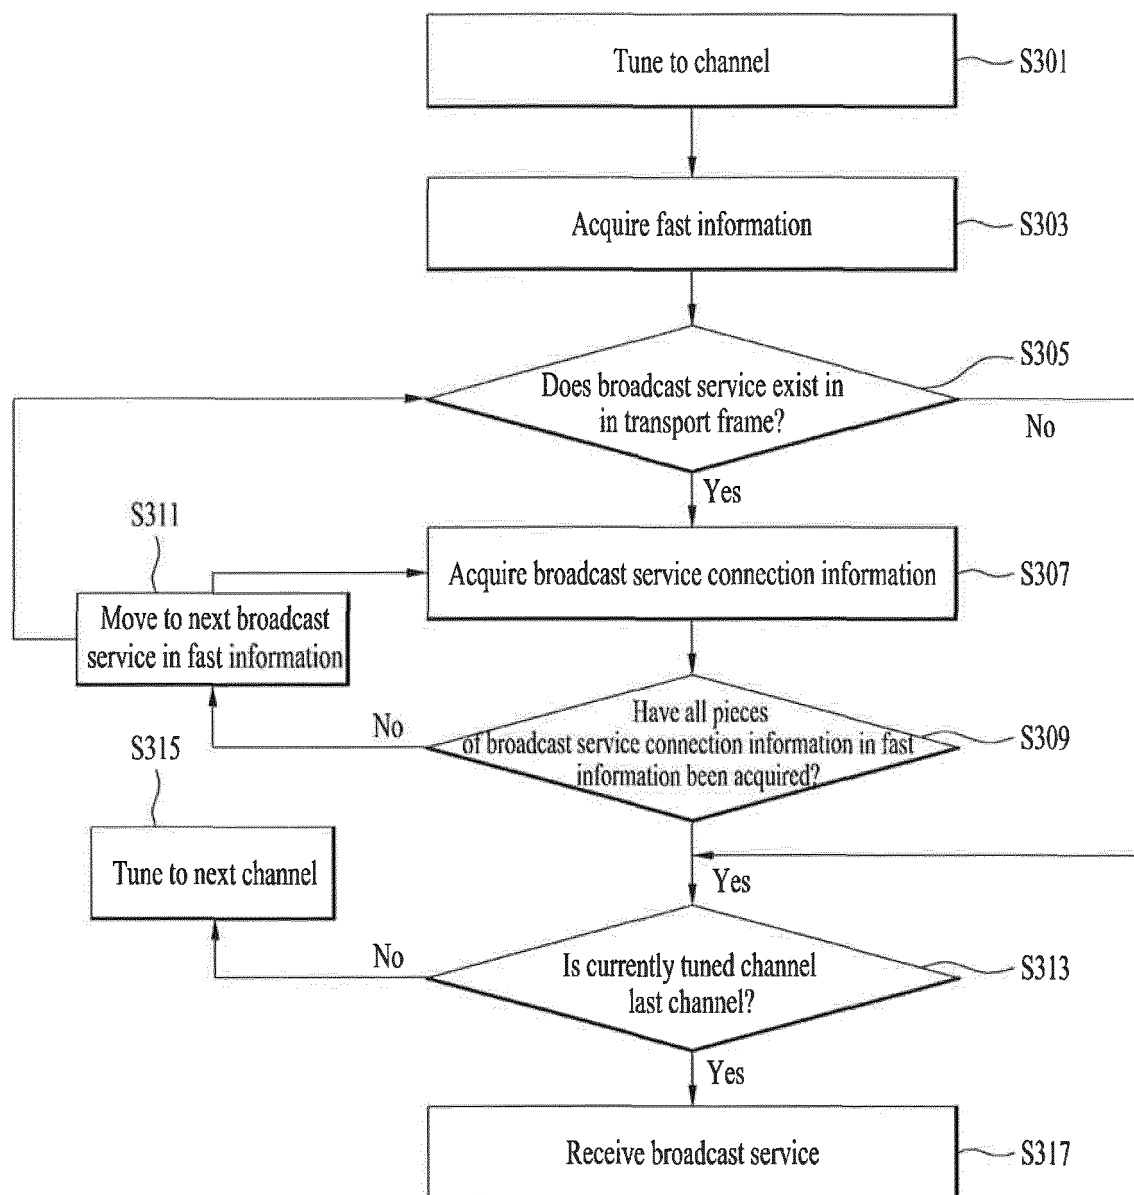 Tune to channel
S301
Acquire fast information
S303
S305
Does broadcast service exist in
in transport frame?
No
Yes
S311
Acquire broadcast service connection information
S307
Move to next broadcast
service in fast information
Have all pieces
of broadcast service connection information in fast
information been acquired?
S309
No
S315
Tune to next channel
Yes
No
Is currently tuned channel
last channel?
S313
Yes
Receive broadcast service
S317